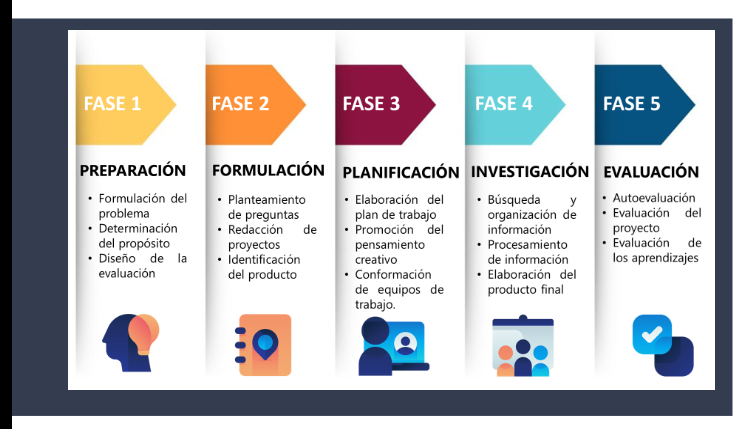 FASE 1
PREPARACIÓN
• Formulación del
problema
• Determinación
del propósito
• Diseño de la
evaluación
FASE 2
FORMULACIÓN
• Planteamiento
de preguntas
• Redacción de
proyectos
• Identificación
del producto
FASE 3
PLANIFICACIÓN
• Elaboración del
plan de trabajo
• Promoción del
pensamiento
creativo
• Conformación
de equipos de
trabajo.
FASE 4
INVESTIGACIÓN
• Búsqueda y
organización de
información
• Procesamiento
de información
• Elaboración del
producto final
FASE 5
EVALUACIÓN
• Autoevaluación
• Evaluación del
proyecto
• Evaluación de
los aprendizajes